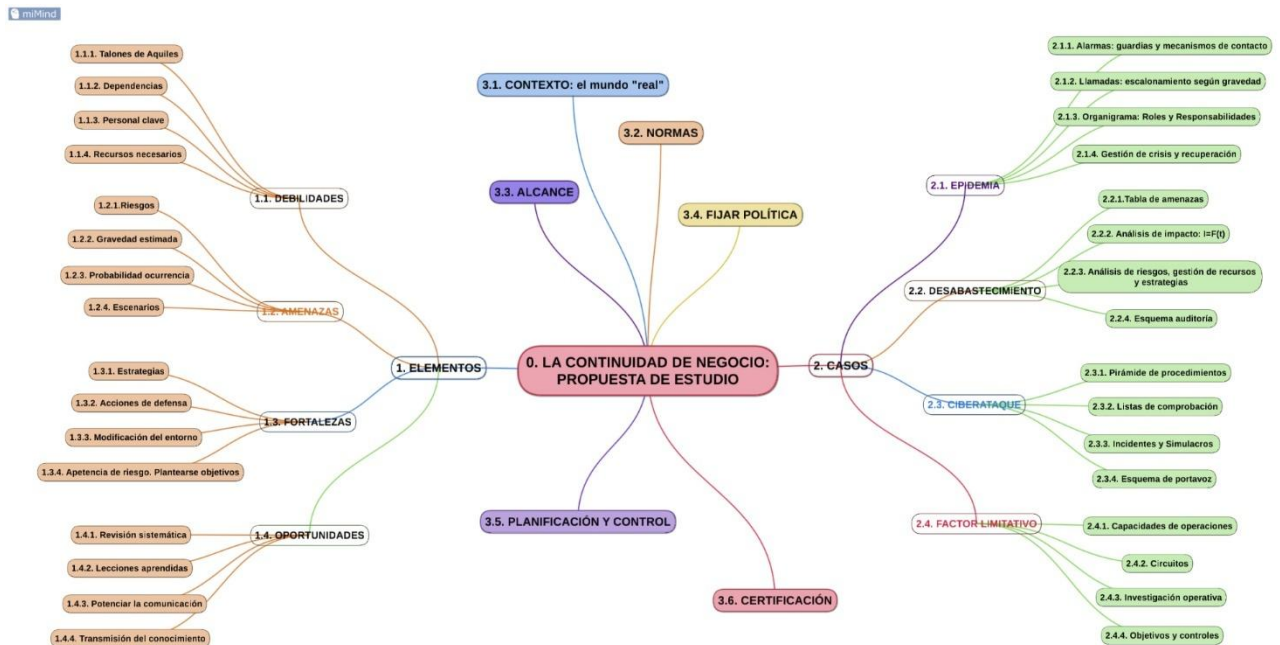 miMind
0. LA CONTINUIDAD DE NEGOCIO:
PROPUESTA DE ESTUDIO
1. ELEMENTOS
1.1. DEBILIDADES
1.1.1. Talones de Aquiles
1.1.2. Dependencias
1.1.3. Personal clave
1.1.4. Recursos necesarios
1.2. AMENAZAS
1.2.1.Riesgos
1.2.2. Gravedad estimada
1.2.3. Probabilidad ocurrencia
1.2.4. Escenarios
1.3. FORTALEZAS
1.3.1. Estrategias
1.3.2. Acciones de defensa
1.3.3. Modificación del entorno
1.3.4. Apetencia de riesgo. Plantearse objetivos
1.4. OPORTUNIDADES
1.4.1. Revisión sistemática
1.4.2. Lecciones aprendidas
1.4.3. Potenciar la comunicación
1.4.4. Transmisión del conocimiento
2. CASOS
2.1. EPIDEMIA
2.1.1. Alarmas: guardias y mecanismos de contacto
2.1.2. Llamadas: escalonamiento según gravedad
2.1.3. Organigrama: Roles y Responsabilidades
2.1.4. Gestión de crisis y recuperación
2.2. DESABASTECIMIENTO
2.2.1.Tabla de amenazas
2.2.2. Análisis de impacto: I=F(t)
2.2.3. Análisis de riesgos, gestión de recursos
y estrategias
2.2.4. Esquema auditoría
2.3. CIBERATAQUE
2.3.1. Pirámide de procedimientos
2.3.2. Listas de comprobación
2.3.3. Incidentes y Simulacros
2.3.4. Esquema de portavoz
2.4. FACTOR LIMITATIVO
2.4.1. Capacidades de operaciones
2.4.2. Circuitos
2.4.3. Investigación operativa
2.4.4. Objetivos y controles
3.1. CONTEXTO: el mundo "real"
3.2. NORMAS
3.3. ALCANCE
3.4. FIJAR POLÍTICA
3.5. PLANIFICACIÓN Y CONTROL
3.6. CERTIFICACIÓN